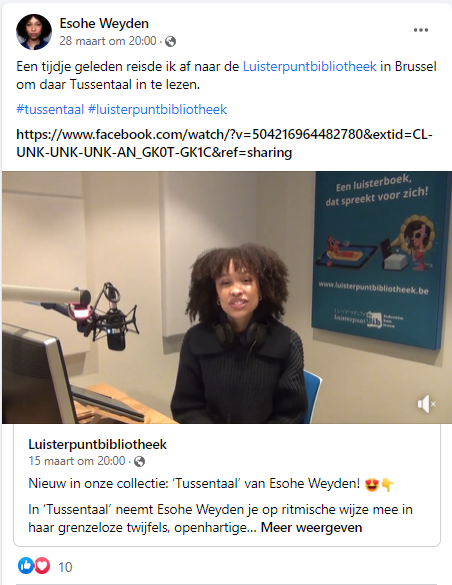 Esohe Weyden
28 maart om 20:00 ·
Een tijdje geleden reisde ik af naar de Luisterpuntbibliotheek in Brussel
om daar Tussentaal in te lezen.
#tussentaal #luisterpuntbibliotheek
https://www.facebook.com/watch/?v=504216964482780&extid=CL-
UNK-UNK-UNK-AN_GK0T-GK1C&ref=sharing
Een luisterboek,
dat spreekt voor zich!
www.luisterpuntbibliotheek.be
Luisterpunt
Luisterpuntbibliotheek
15 maart om 20:00 ·
Nieuw in onze collectie: ‘Tussentaal’ van Esohe Weyden! 😍👇
In ‘Tussentaal’ neemt Esohe Weyden je op ritmische wijze mee in
haar grenzeloze twijfels, openhartige... Meer weergeven
10